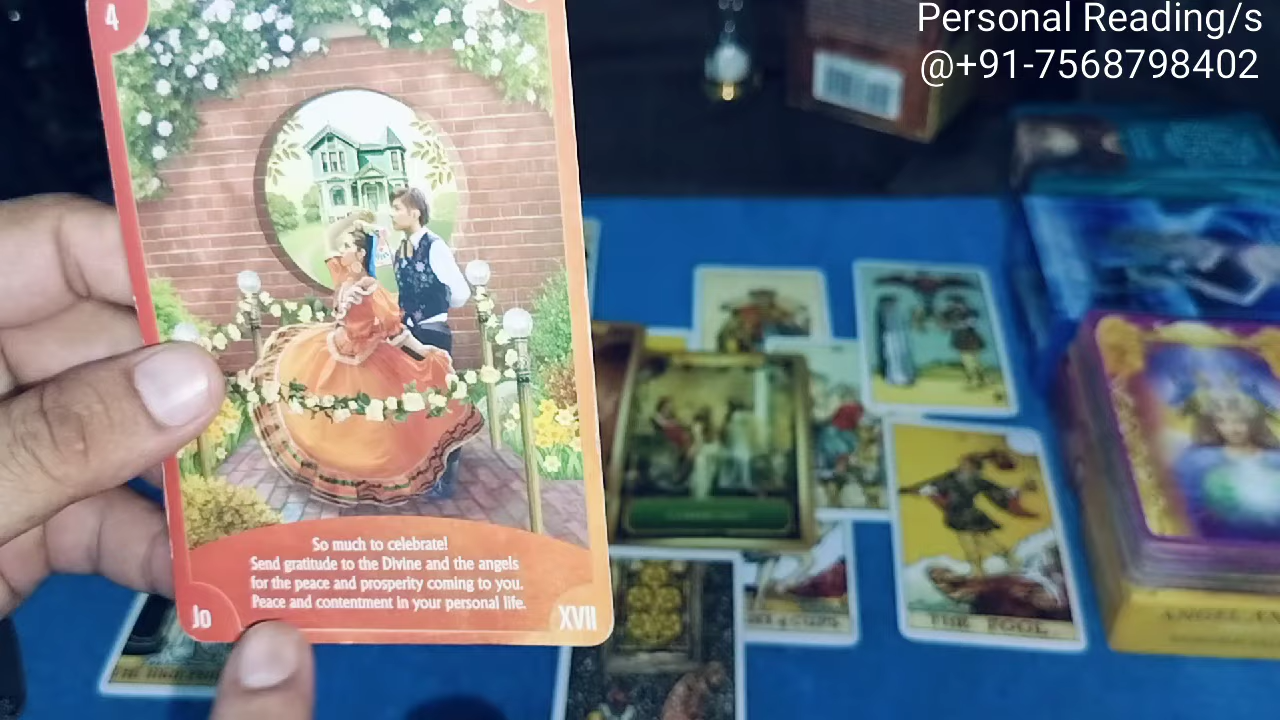 Personal Reading/s
@+91-7568798402
4
So much to celebrate!
Send gratitude to the Divine and the angels
for the peace and prosperity coming to you.
Peace and contentment in your personal life.
Jo
XVII
THE FOOL